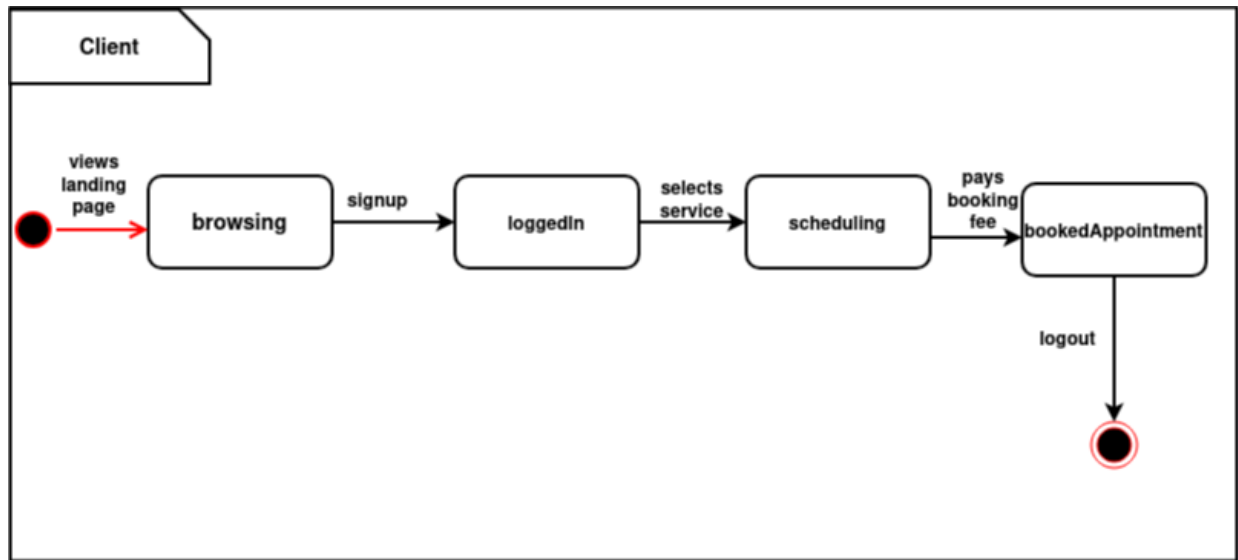 Client
views
landing
page
browsing
signup
loggedIn
selects
service
scheduling
pays
booking
fee
bookedAppointment
logout